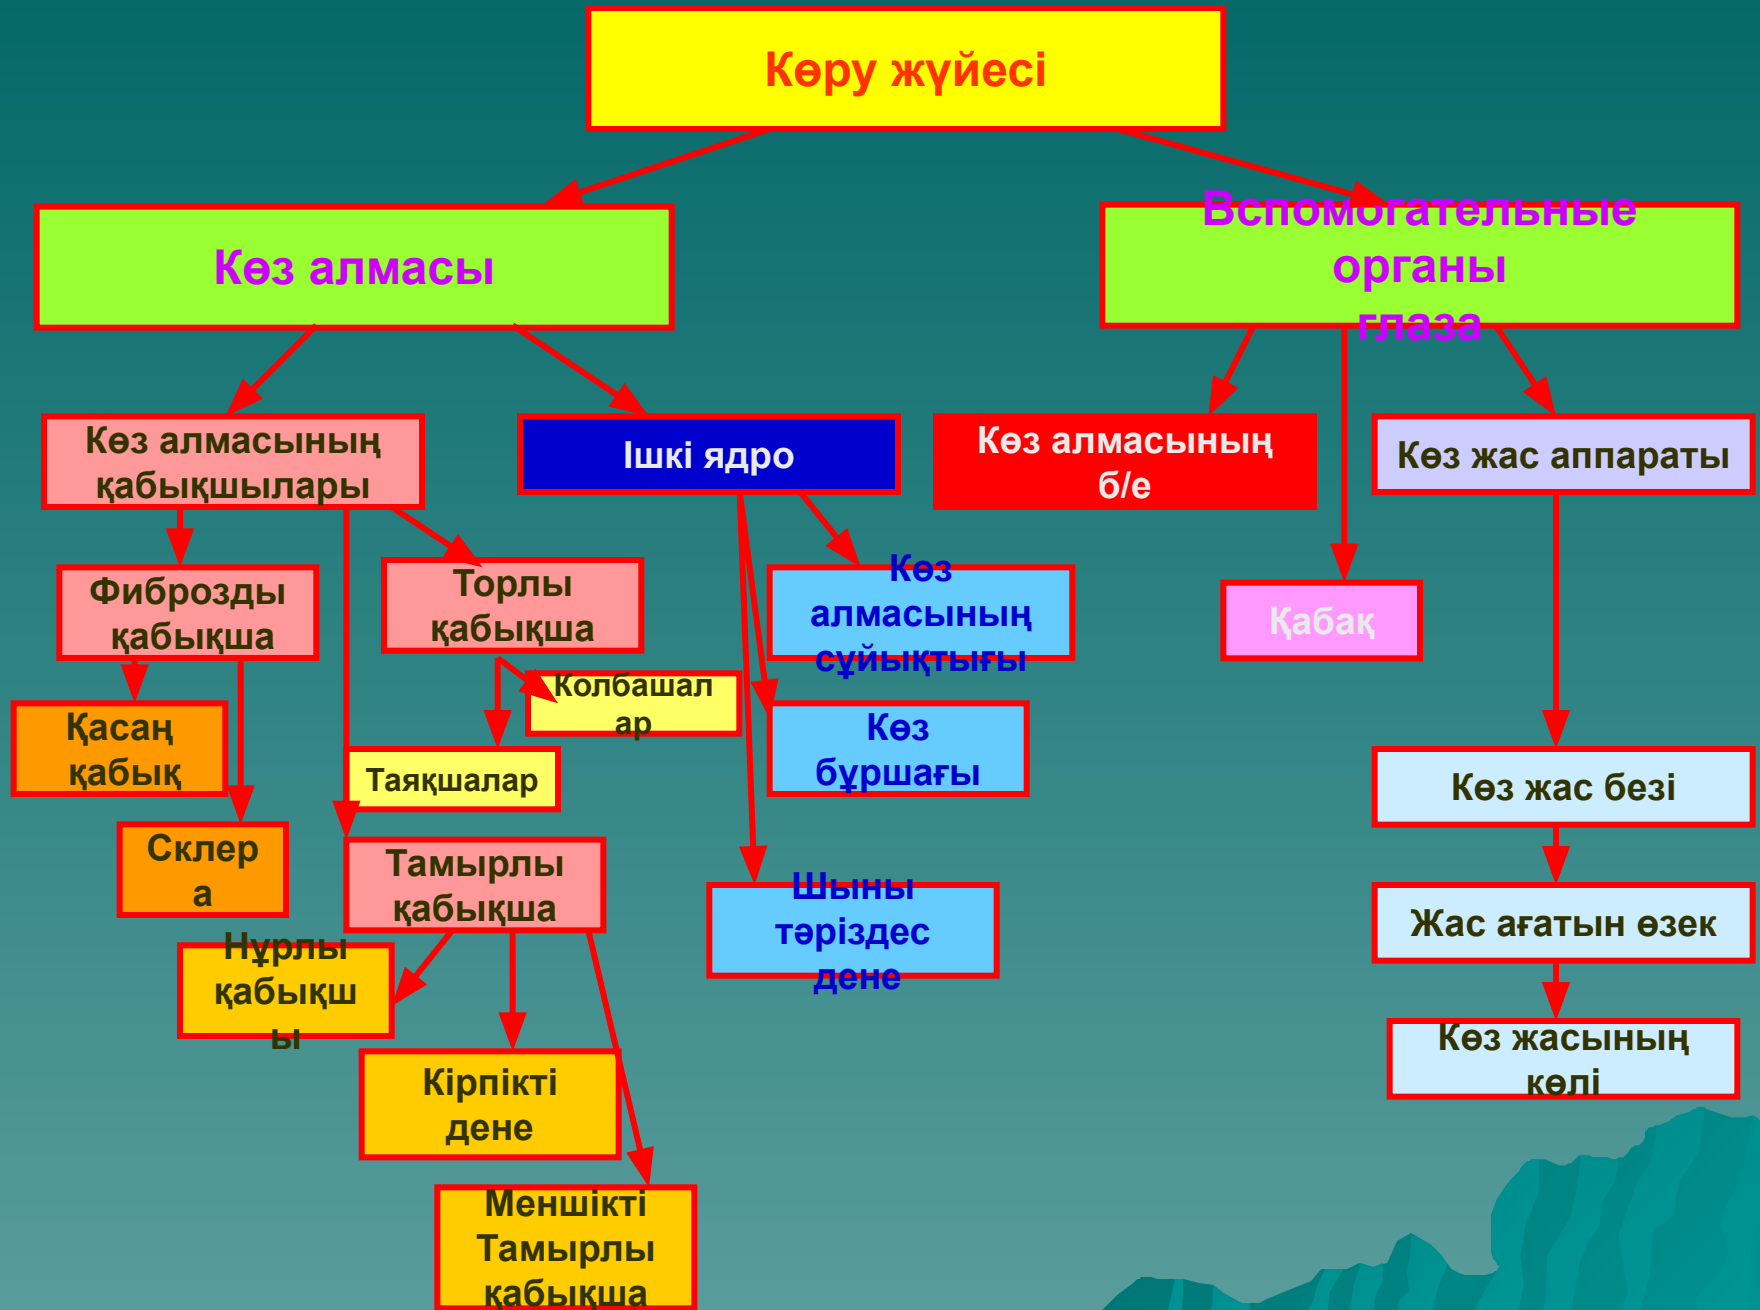 Көру жүйесі
Көз алмасы
Вспомогательные
органы
глаза
Көз алмасының
қабықшылары
Ішкі ядро
Көз алмасының
б/е
Көз жас аппараты
Фиброзды
қабықша
Торлы
қабықша
Көз
алмасының
сұйықтығы
Қабақ
Колбашал
ар
Қасаң
қабық
Көз
бұршағы
Таяқшалар
Көз жас безі
Склер
а
Тамырлы
қабықша
Шыны
тәріздес
дене
Жас ағатын өзек
Нұрлы
қабықш
ы
Көз жасының
көлі
Кірпікті
дене
Меншікті
Тамырлы
қабықша